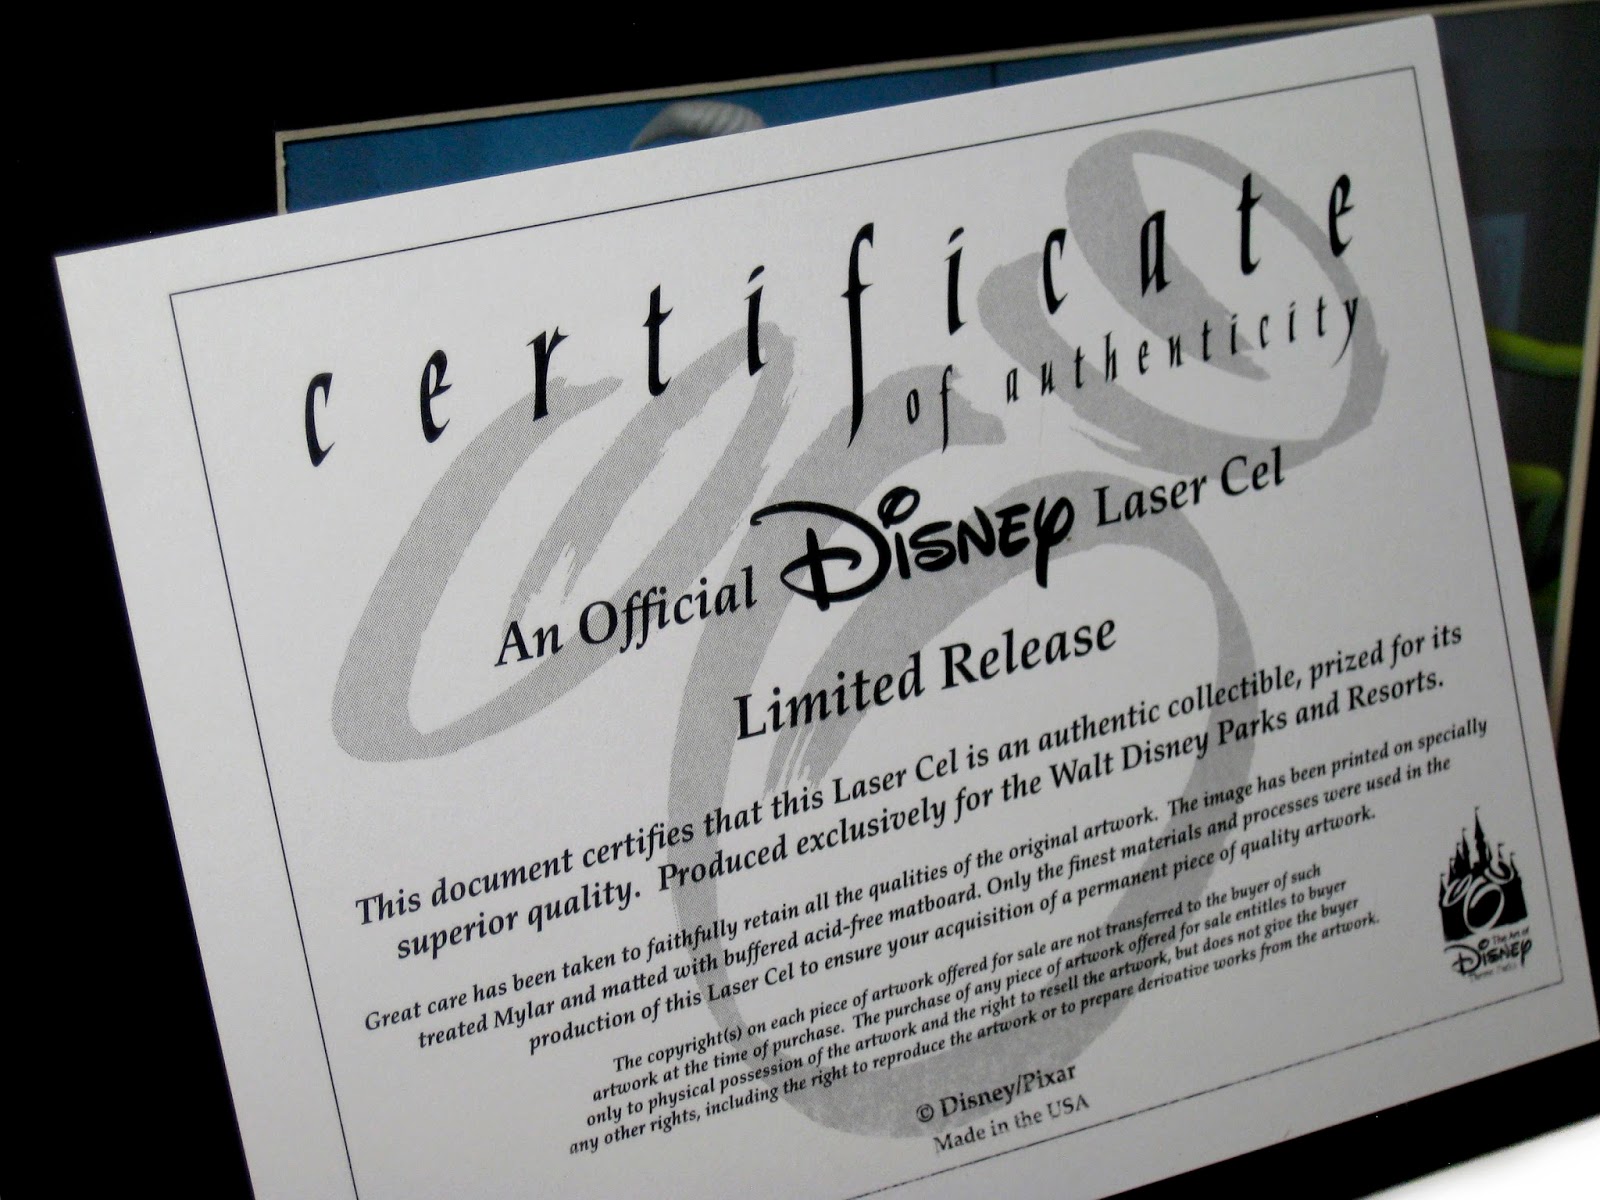 certificate
of authenticity
An Official Disney Laser Cel
Limited Release
This document certifies that this Laser Cel is an authentic collectible, prized for its
superior quality. Produced exclusively for the Walt Disney Parks and Resorts.
Great care has been taken to faithfully retain all the qualities of the original artwork. The image has been printed on specially
treated Mylar and matted with buffered acid-free matboard. Only the finest materials and processes were used in the
production of this Laser Cel to ensure your acquisition of a permanent piece of quality artwork.
The copyright(s) on each piece of artwork offered for sale are not transferred to the buyer of such
artwork at the time of purchase. The purchase of any piece of artwork offered for sale entitles to buyer
only to physical possession of the artwork and the right to resell the artwork, but does not give the buyer
any other rights, including the right to reproduce the artwork or to prepare derivative works from the artwork.
The Art of
Disney
© Disney/Pixar
Made in the USA